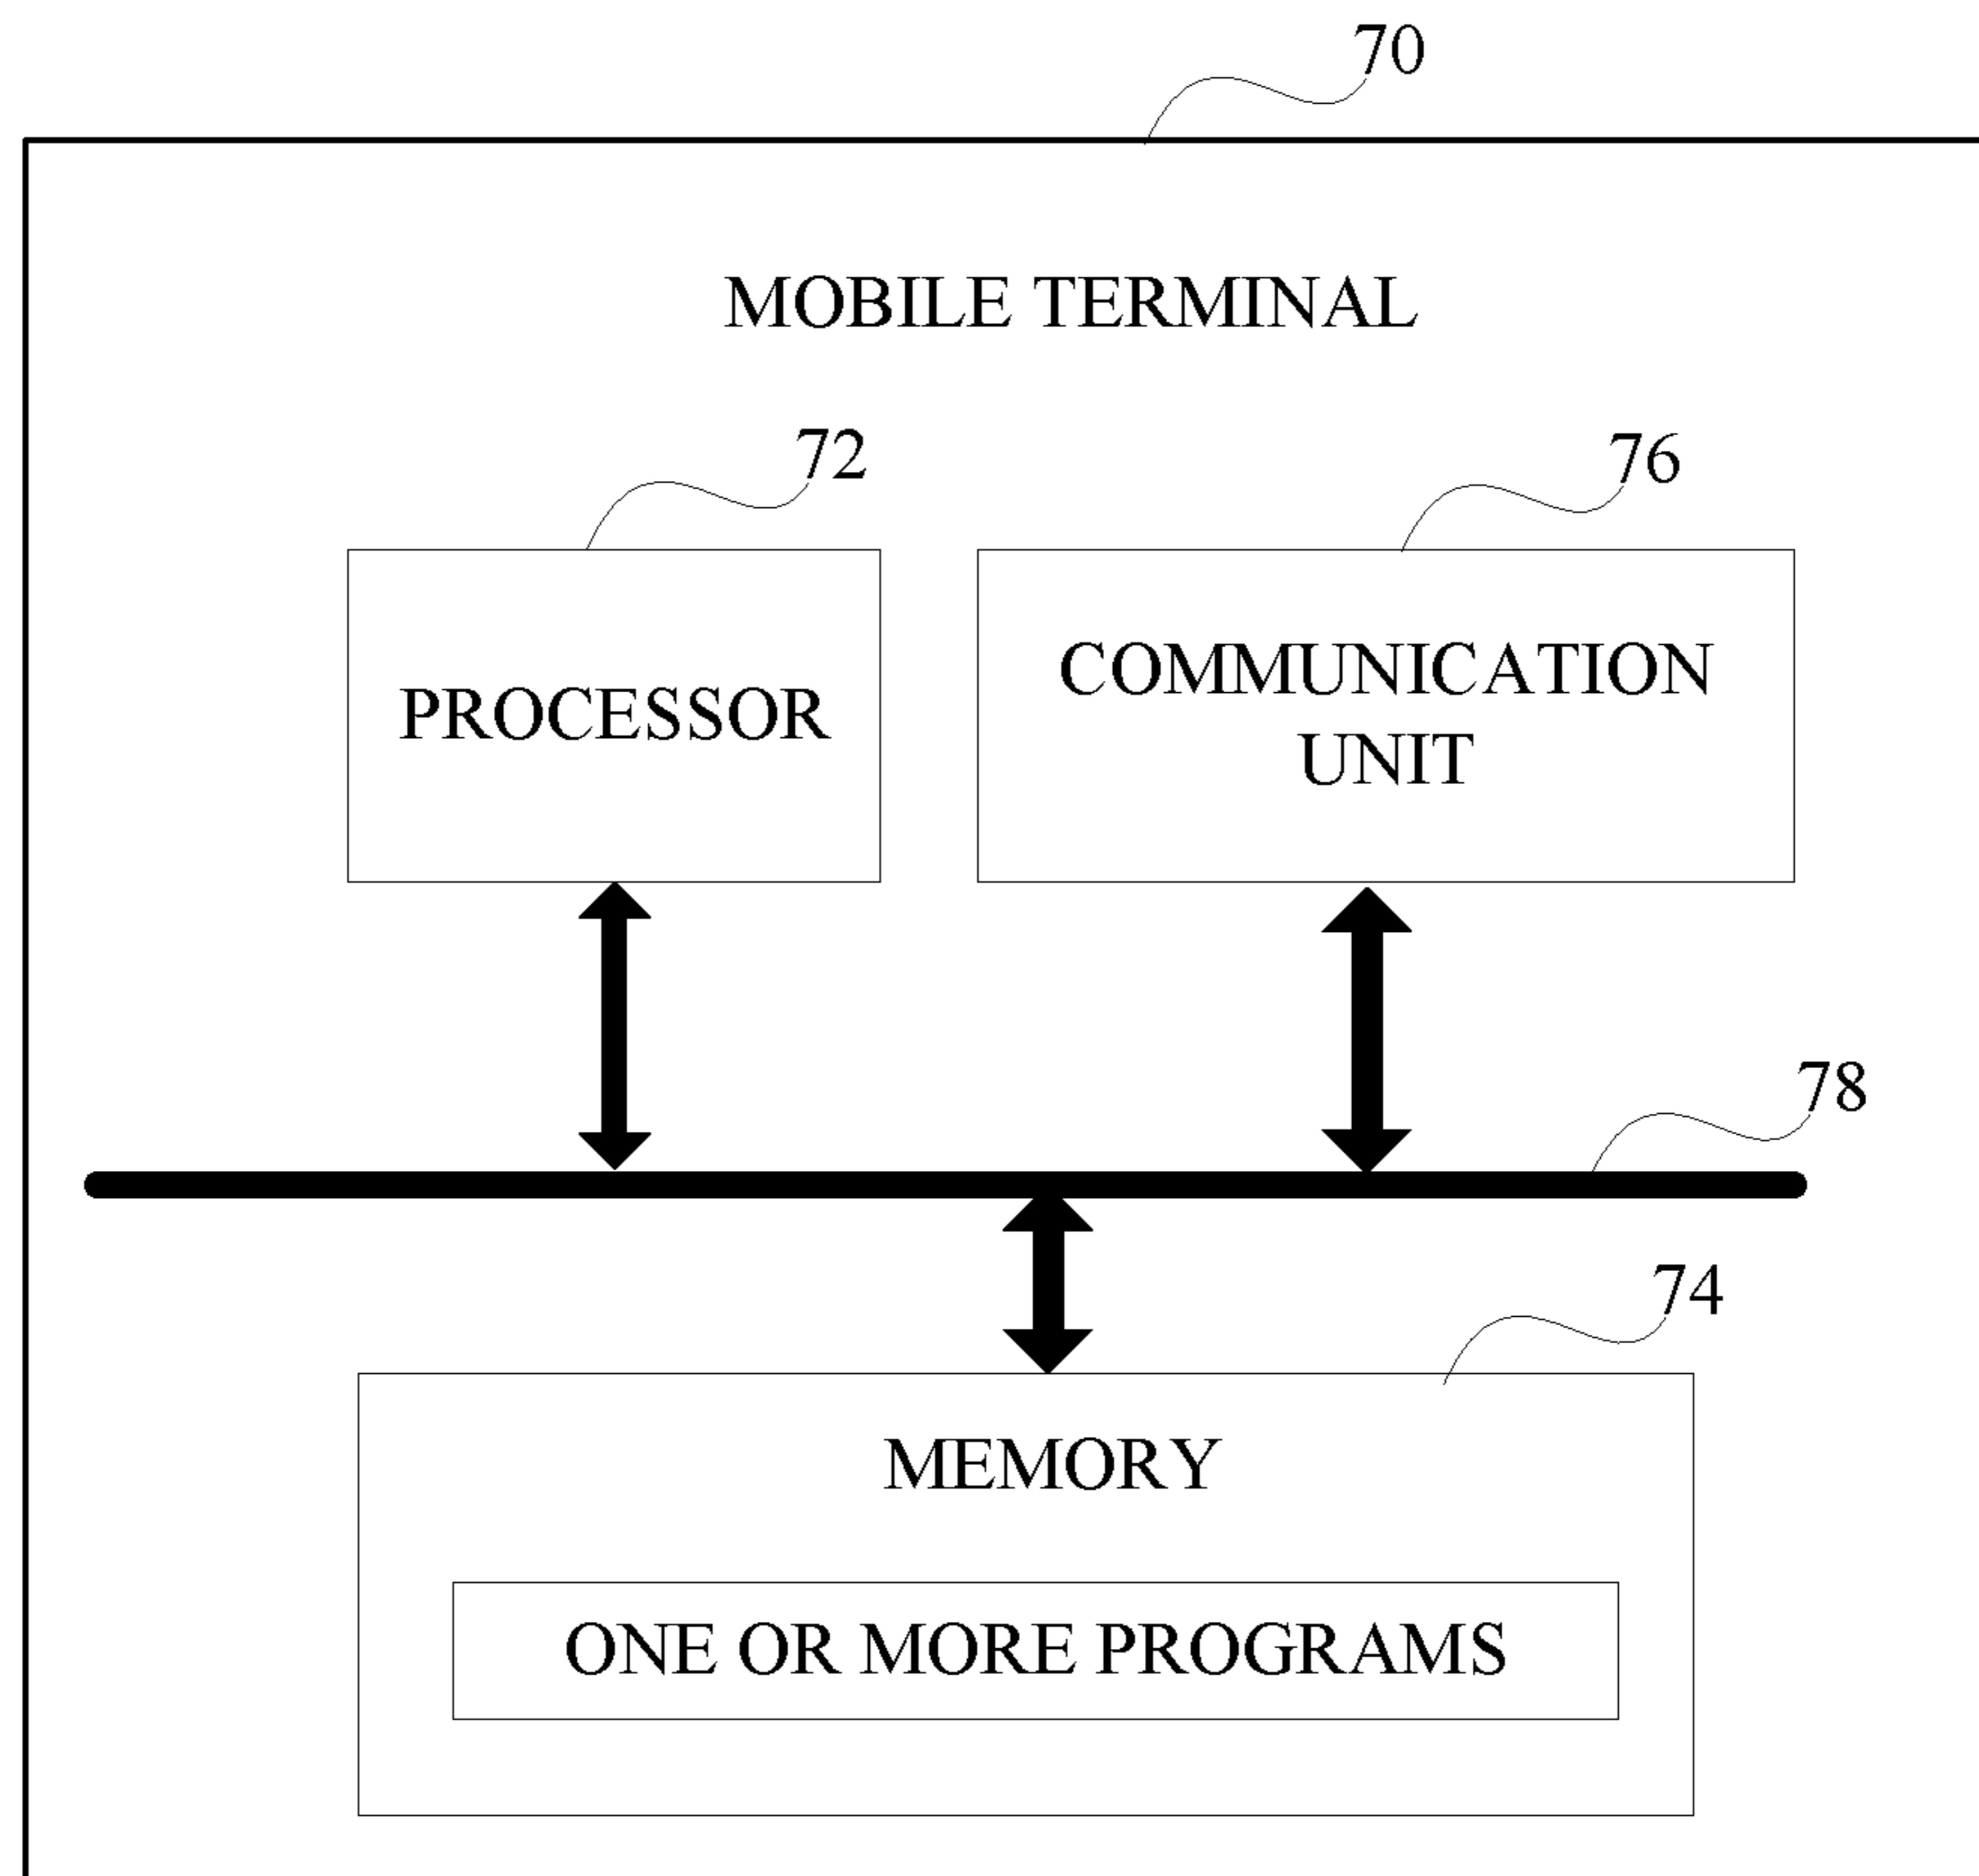 70
MOBILE TERMINAL
72
76
PROCESSOR
COMMUNICATION
UNIT
78
74
MEMORY
ONE OR MORE PROGRAMS